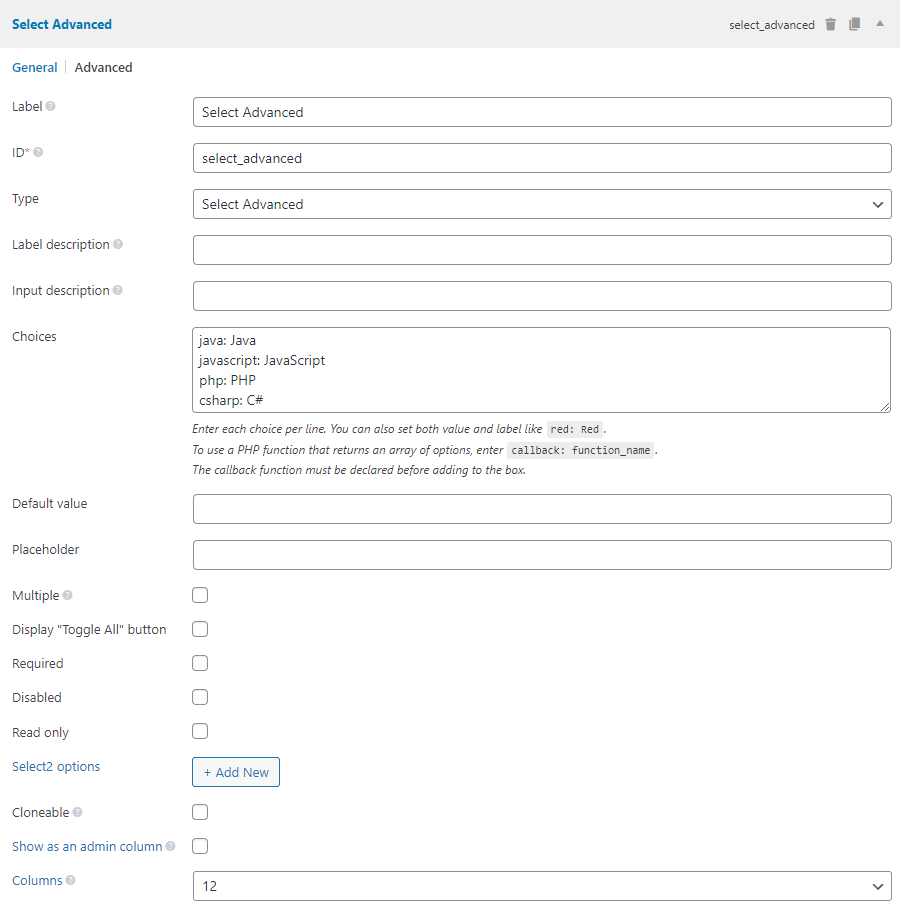 Select Advanced
select_advanced
General
Advanced
Label
Select Advanced
ID*
select_advanced
Type
Select Advanced
Label description
Input description
Choices
java: Java
javascript: JavaScript
php: PHP
csharp: C#
Enter each choice per line. You can also set both value and label like red: Red.
To use a PHP function that returns an array of options, enter callback: function_name.
The callback function must be declared before adding to the box.
Default value
Placeholder
Multiple
Display "Toggle All" button
Required
Disabled
Read only
Select2 options
+ Add New
Cloneable
Show as an admin column
Columns
12